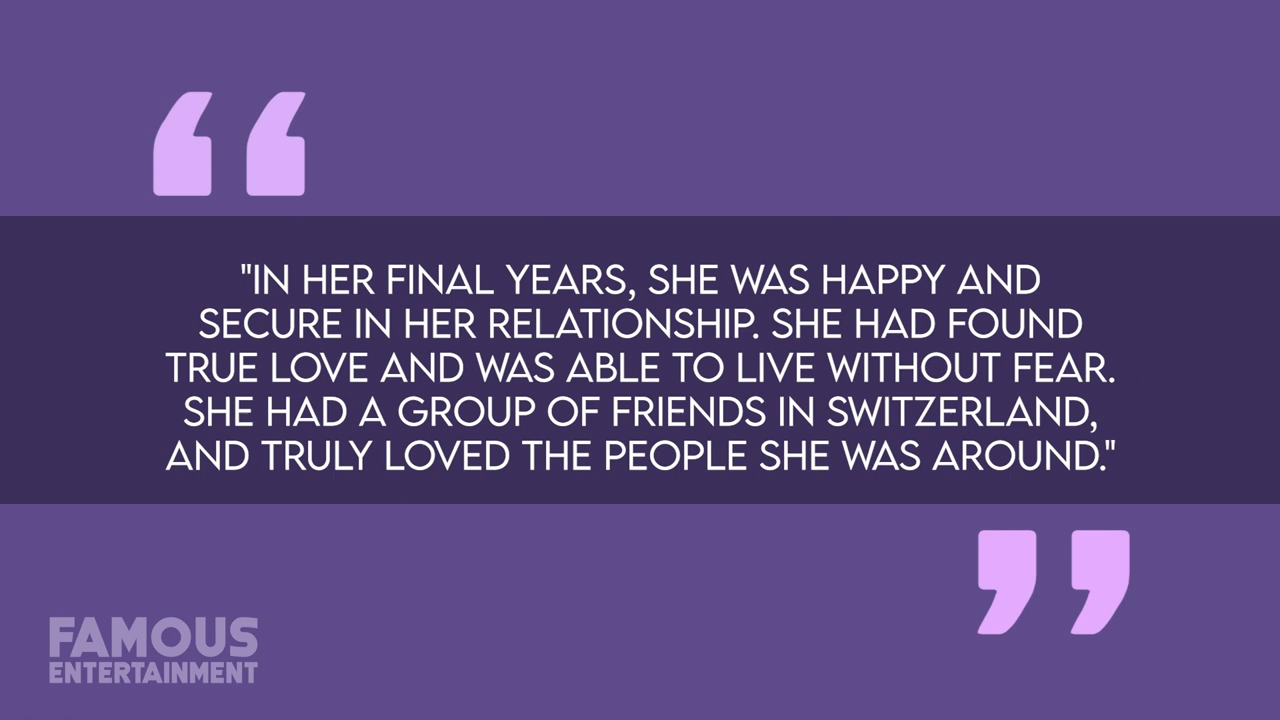 "IN HER FINAL YEARS, SHE WAS HAPPY AND
SECURE IN HER RELATIONSHIP. SHE HAD FOUND
TRUE LOVE AND WAS ABLE TO LIVE WITHOUT FEAR.
SHE HAD A GROUP OF FRIENDS IN SWITZERLAND,
AND TRULY LOVED THE PEOPLE SHE WAS AROUND."
FAMOUS
ENTERTAINMENT